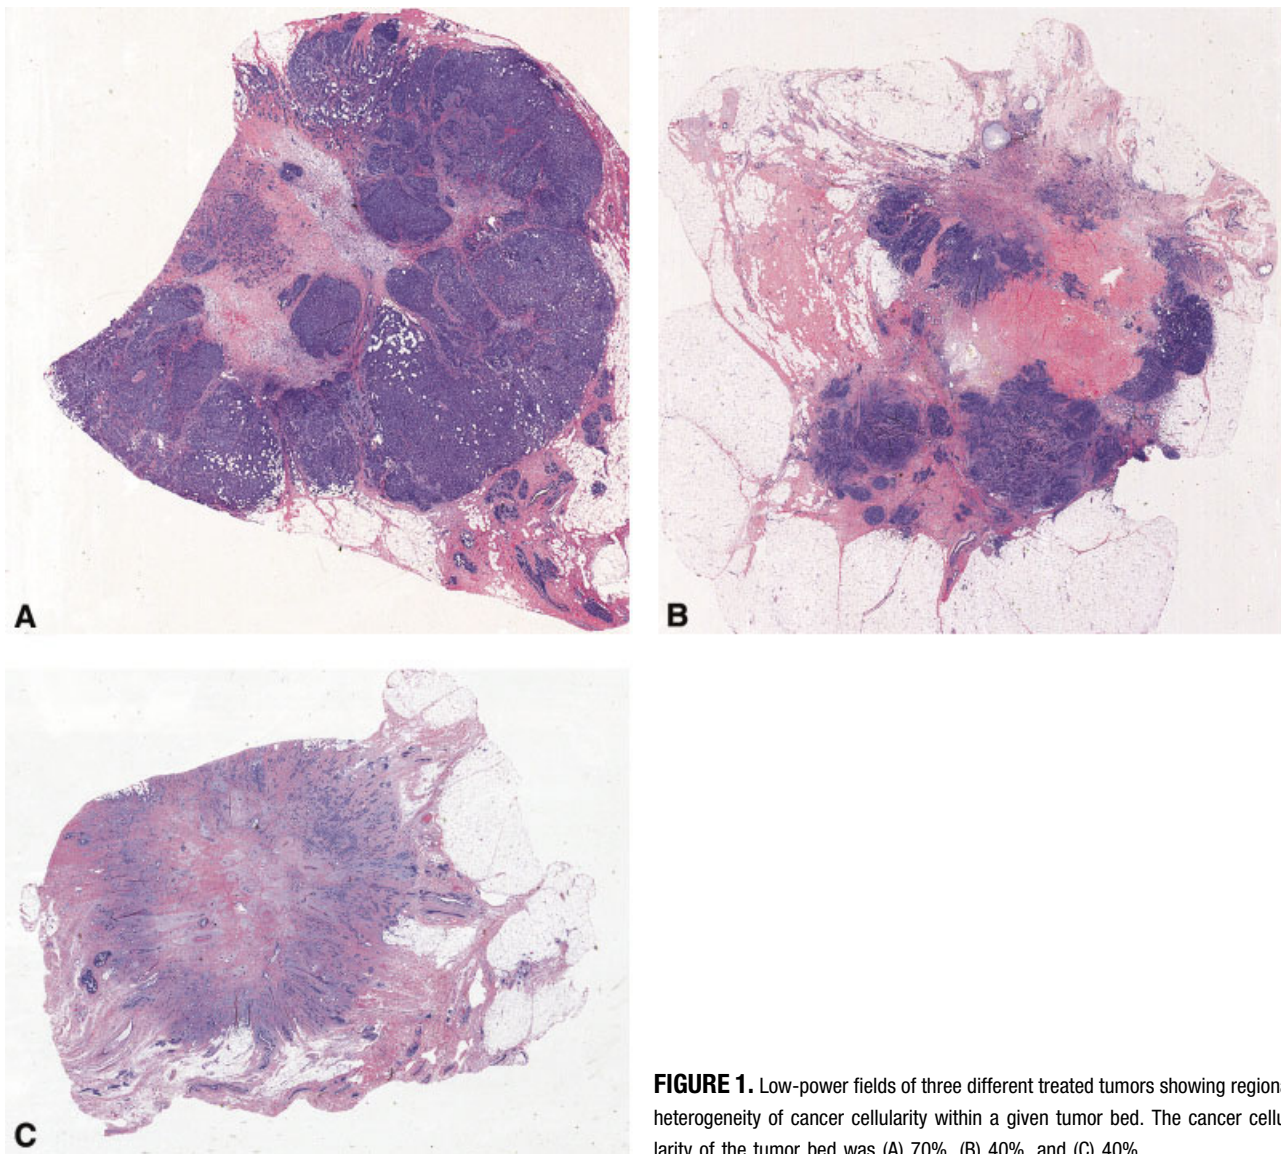 A
B
C
FIGURE 1. Low-power fields of three different treated tumors showing regiona
heterogeneity of cancer cellularity within a given tumor bed. The cancer cellu-
larity of the tumor bed was (A) 70%, (B) 40%, and (C) 40%.